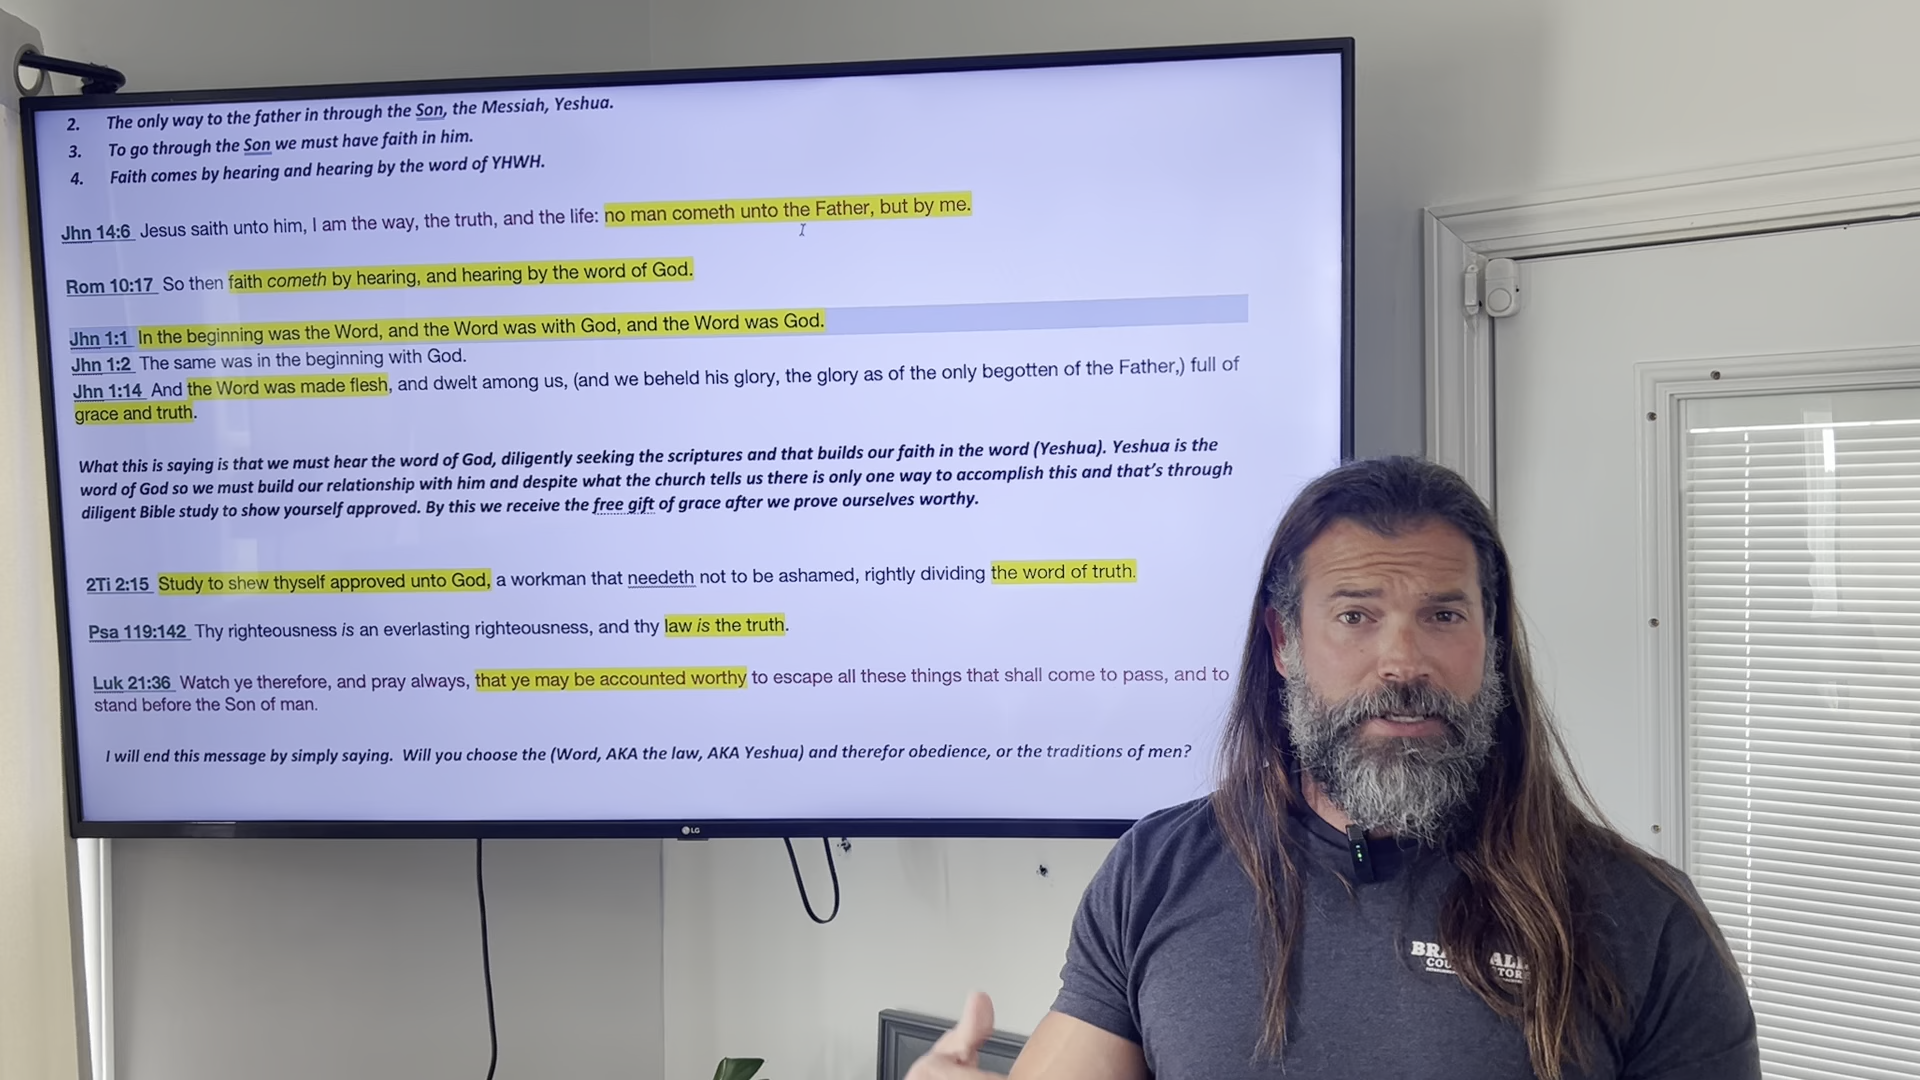 2. The only way to the father in through the Son, the Messiah, Yeshua.
3. To go through the Son we must have faith in him.
4. Faith comes by hearing and hearing by the word of YHWH.
Jhn 14:6 Jesus saith unto him, I am the way, the truth, and the life: no man cometh unto the Father, but by me.
Rom 10:17 So then faith cometh by hearing, and hearing by the word of God.
Jhn 1:1 In the beginning was the Word, and the Word was with God, and the Word was God.
Jhn 1:2 The same was in the beginning with God.
Jhn 1:14 And the Word was made flesh, and dwelt among us, (and we beheld his glory, the glory as of the only begotten of the Father,) full of
grace and truth.
What this is saying is that we must hear the word of God, diligently seeking the scriptures and that builds our faith in the word (Yeshua). Yeshua is the
word of God so we must build our relationship with him and despite what the church tells us there is only one way to accomplish this and that's through
diligent Bible study to show yourself approved. By this we receive the free gift of grace after we prove ourselves worthy.
2Ti 2:15 Study to shew thyself approved unto God, a workman that needeth not to be ashamed, rightly dividing the word of truth.
Psa 119:142 Thy righteousness is an everlasting righteousness, and thy law is the truth.
Luk 21:36 Watch ye therefore, and pray always, that ye may be accounted worthy to escape all these things that shall come to pass, and to
stand before the Son of man.
I will end this message by simply saying. Will you choose the (Word, AKA the law, AKA Yeshua) and therefor obedience, or the traditions of men?
LG